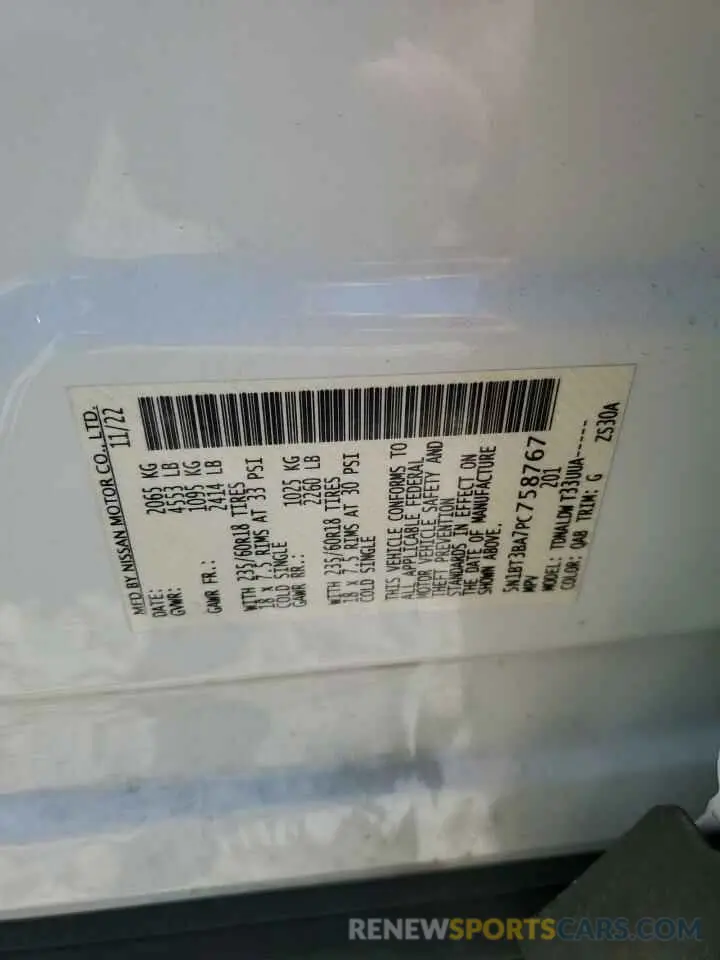 MFD BY NISSAN MOTOR CO., LTD.
DATE: 11/22
GVWR: 2065 KG
4553 LB
GAWR FR.: 1095 KG
2414 LB
WITH 235/60R18 TIRES
18 X 7.5 RIMS AT 33 PSI
COLD SINGLE
GAWR RR.: 1025 KG
2260 LB
WITH 235/60R18 TIRES
18 X 7.5 RIMS AT 30 PSI
COLD SINGLE
THIS VEHICLE CONFORMS TO
ALL APPLICABLE FEDERAL
MOTOR VEHICLE SAFETY AND
THEFT PREVENTION
STANDARDS IN EFFECT ON
THE DATE OF MANUFACTURE
SHOWN ABOVE.
5N1BT3BA7PC758767
MPV 201
MODEL: TDNALDW T33UUA-----
COLOR: QAB TRIM: G ZS30A
RENEWSPORTSCARS.COM